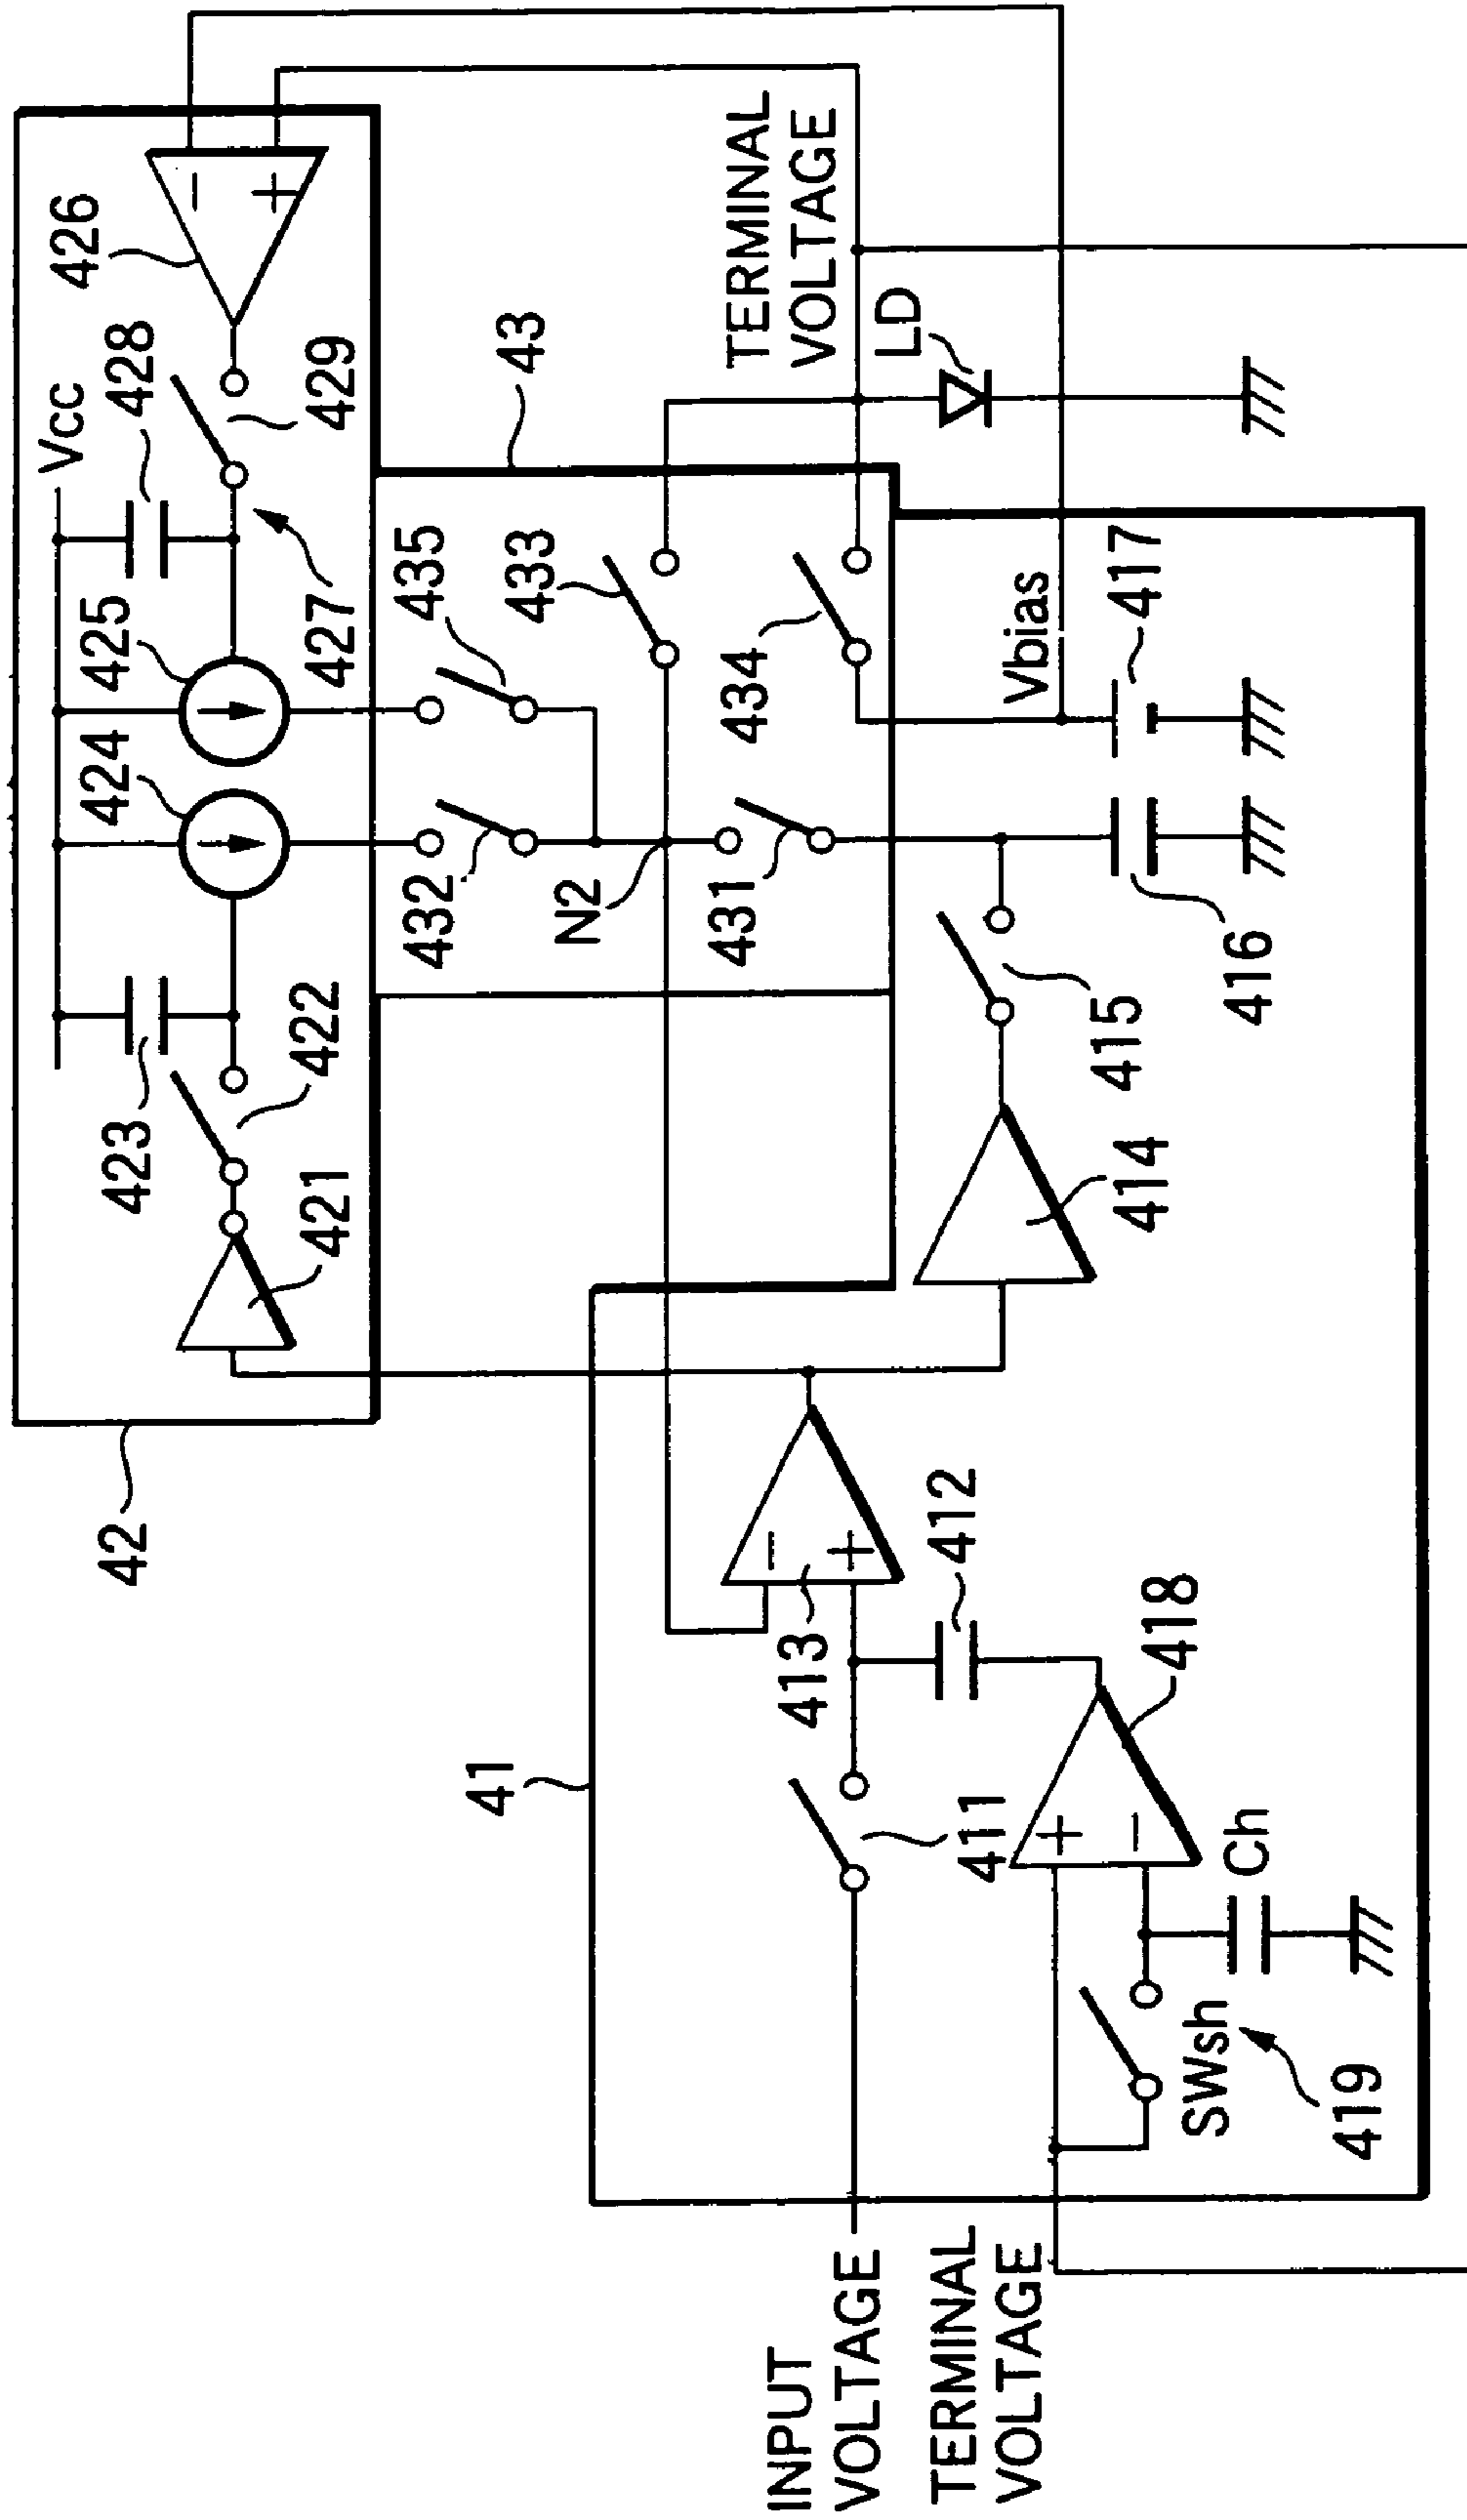 42
421
423
422
424
425
Vcc
428
427
429
426
432
435
N2
433
43
431
434
TERMINAL
VOLTAGE
LD
Vbias
417
416
415
414
41
413
412
411
418
Ch
SWsh
419
INPUT
VOLTAGE
TERMINAL
VOLTAGE